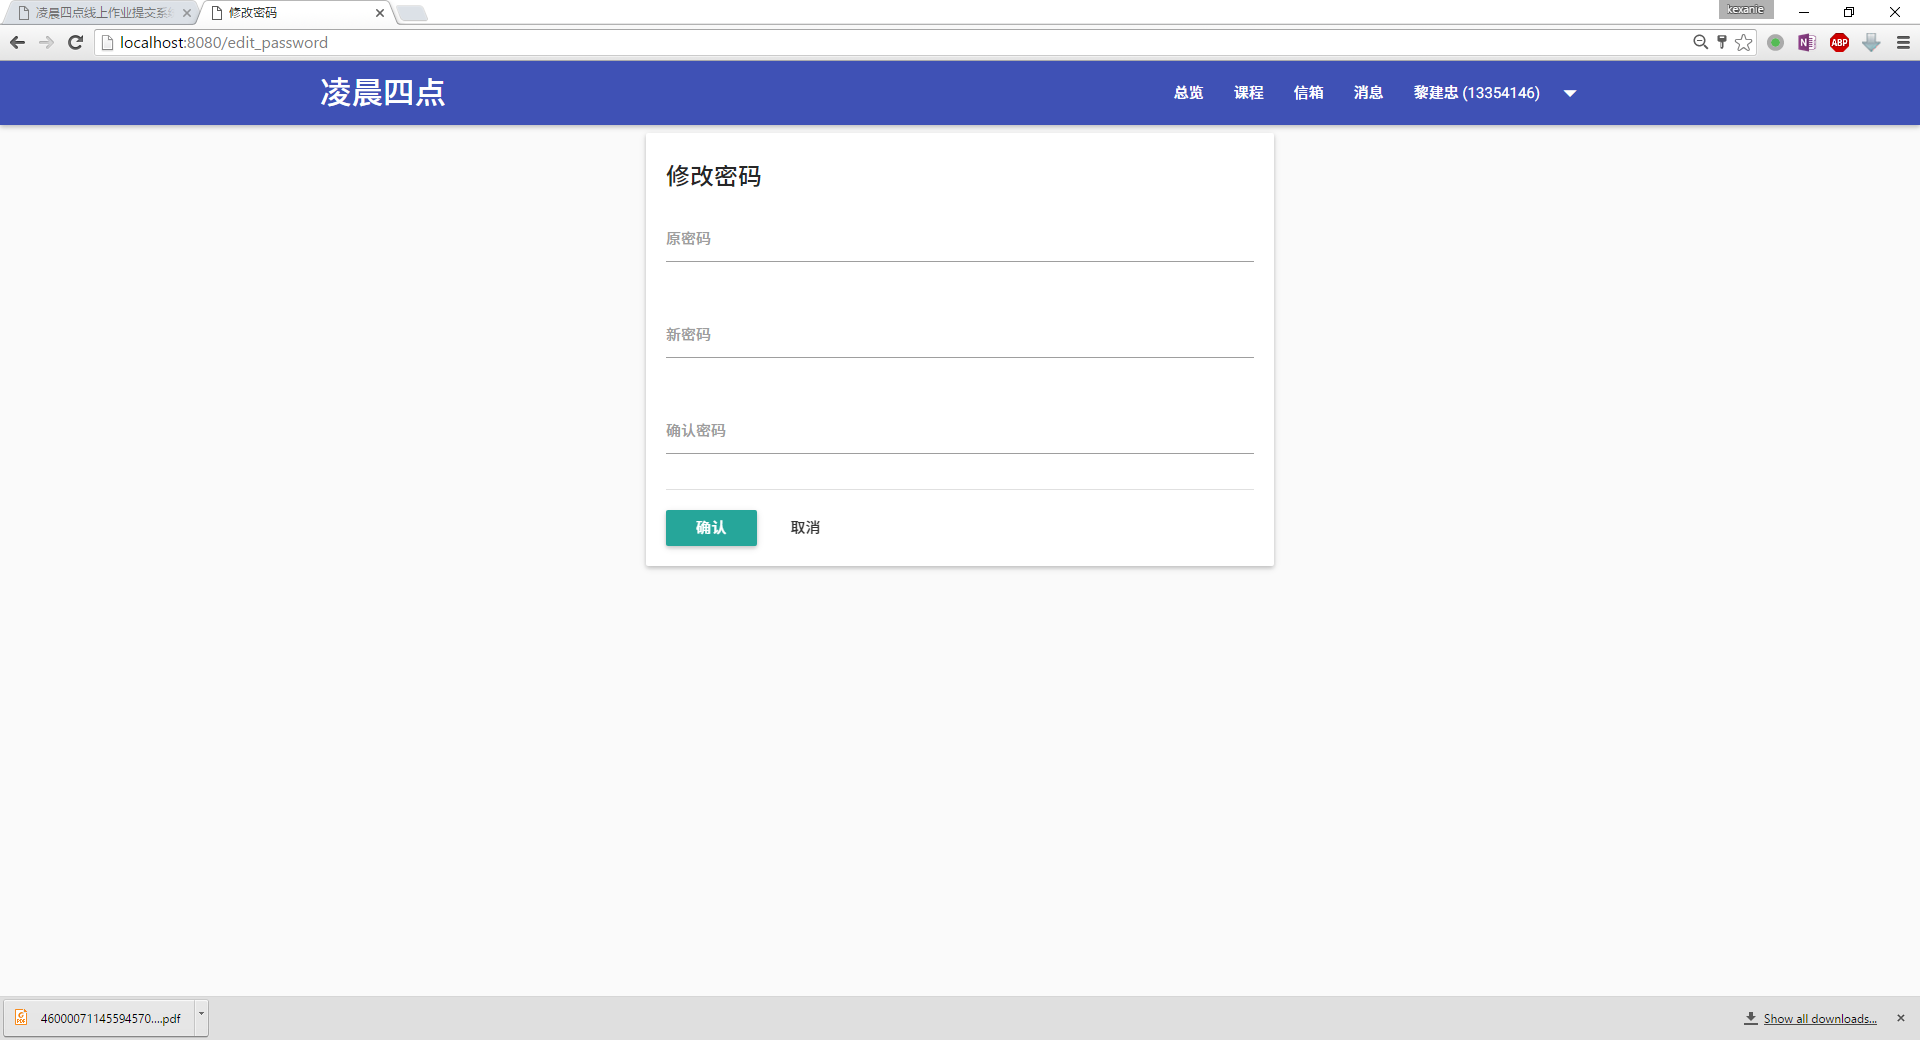 凌晨四点线上作业提交系
修改密码
kexanie
localhost:8080/edit_password
ABP
凌晨四点
总览
课程
信箱
消息
黎建忠 (13354146)
修改密码
原密码
新密码
确认密码
确认
取消
46000071145594570....pdf
Show all downloads...